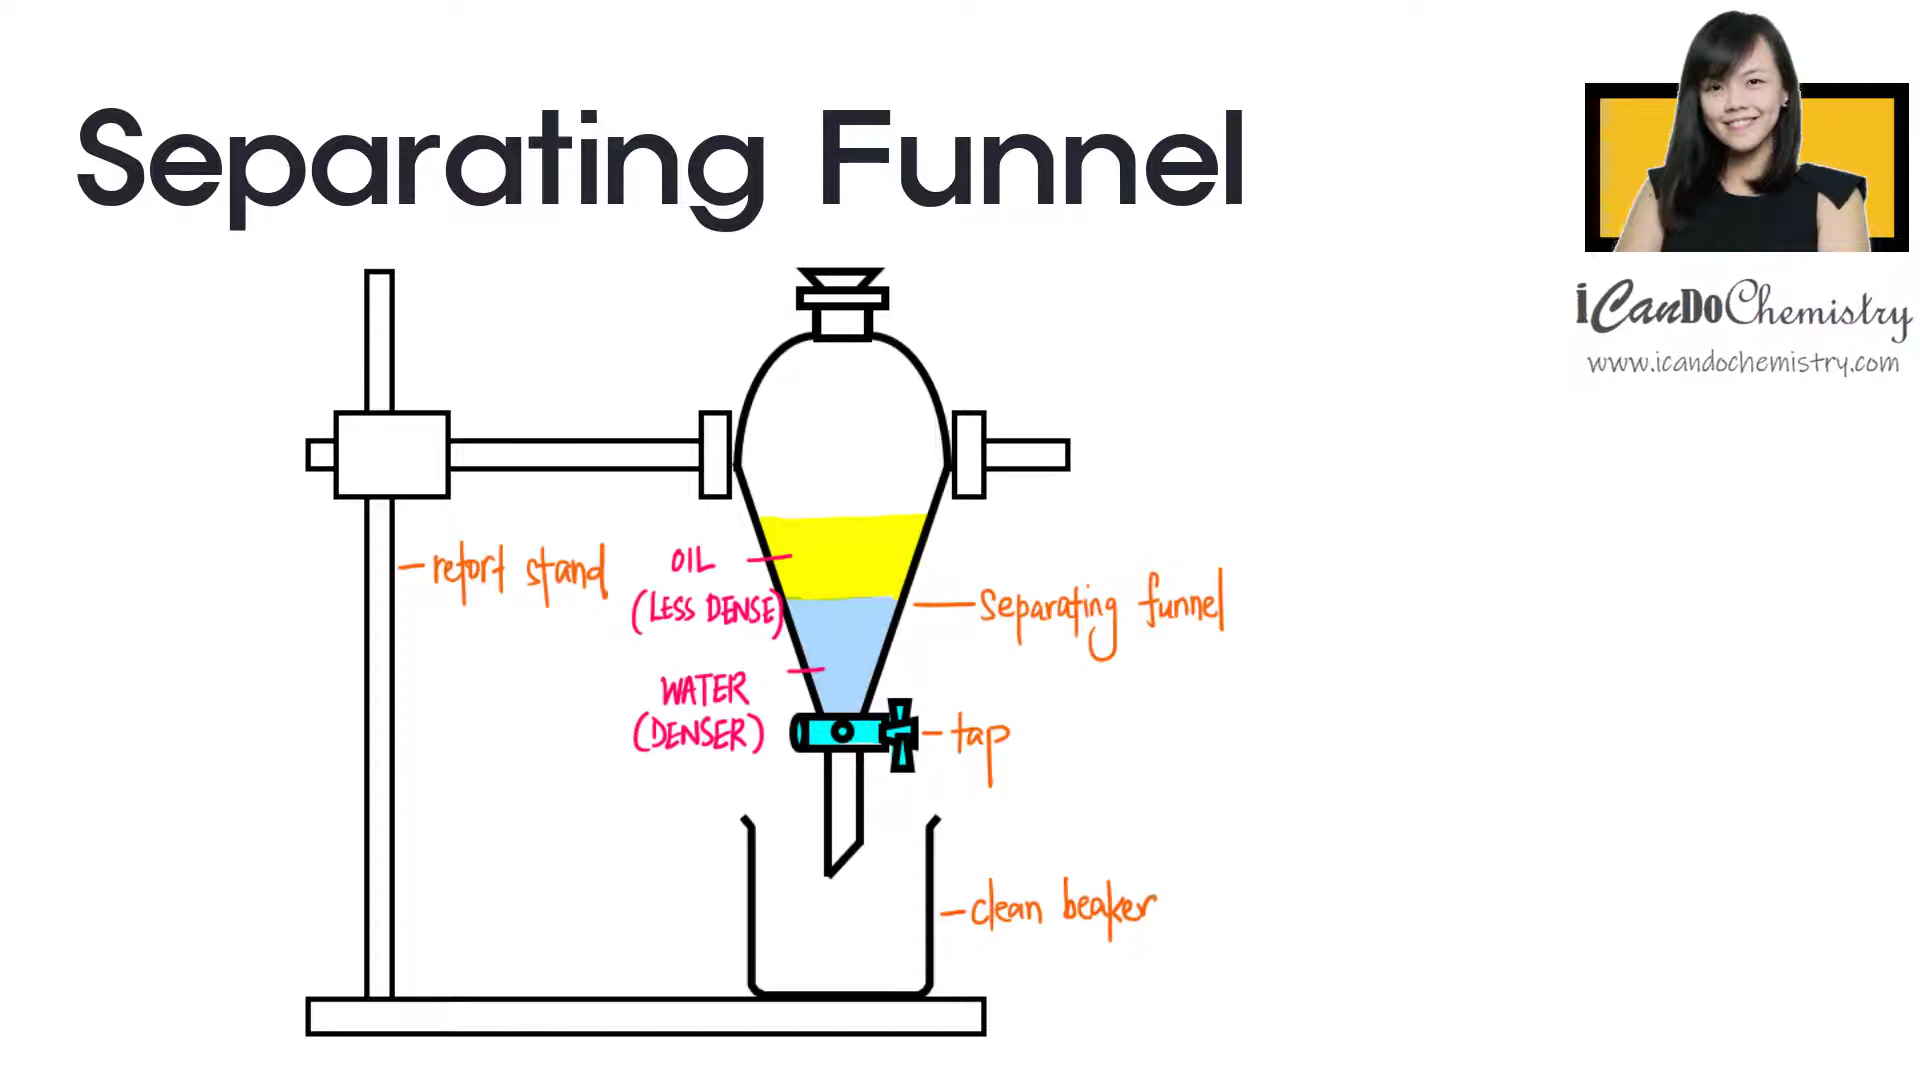 Separating Funnel
iCanDoChemistry
www.icandochemistry.com
retort stand
OIL
(LESS DENSE)
separating funnel
WATER
(DENSER)
tap
clean beaker